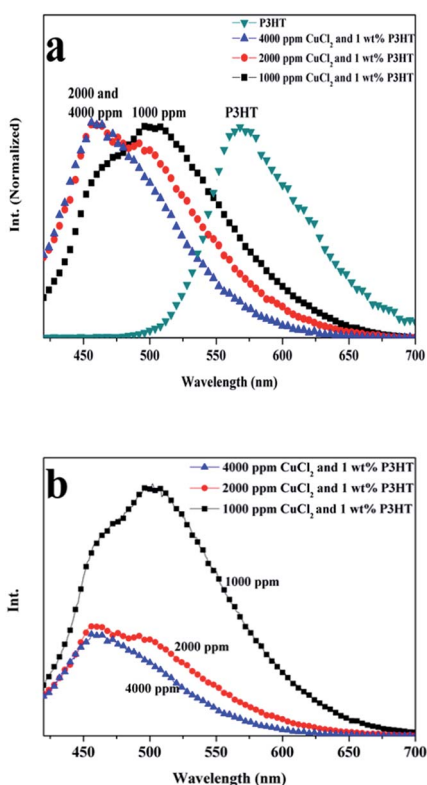 a
P3HT
4000 ppm CuCl₂ and 1 wt% P3HT
2000 ppm CuCl₂ and 1 wt% P3HT
1000 ppm CuCl₂ and 1 wt% P3HT
2000 and
4000 ppm
1000 ppm
P3HT
Int. (Normalized)
450 500 550 600 650 700
Wavelength (nm)
b
4000 ppm CuCl₂ and 1 wt% P3HT
2000 ppm CuCl₂ and 1 wt% P3HT
1000 ppm CuCl₂ and 1 wt% P3HT
1000 ppm
2000 ppm
4000 ppm
Int.
450 500 550 600 650 700
Wavelength (nm)